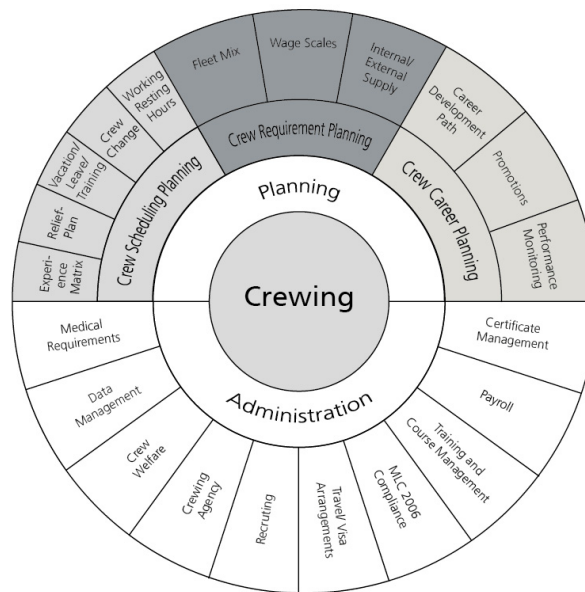 Fleet Mix
Wage Scales
Internal/
External
Supply
Career
Development
Path
Promotions
Performance
Monitoring
Working
Resting
Hours
Crew
Change
Vacation/
Leave/
Training
Relief-
Plan
Experi-
ence
Matrix
Crew Scheduling Planning
Crew Requirement Planning
Crew Career Planning
Planning
Crewing
Administration
Medical
Requirements
Data
Management
Crew
Welfare
Crewing
Agency
Recruting
Travel/ Visa
Arrangements
MLC 2006
Compliance
Training and
Course Management
Payroll
Certificate
Management